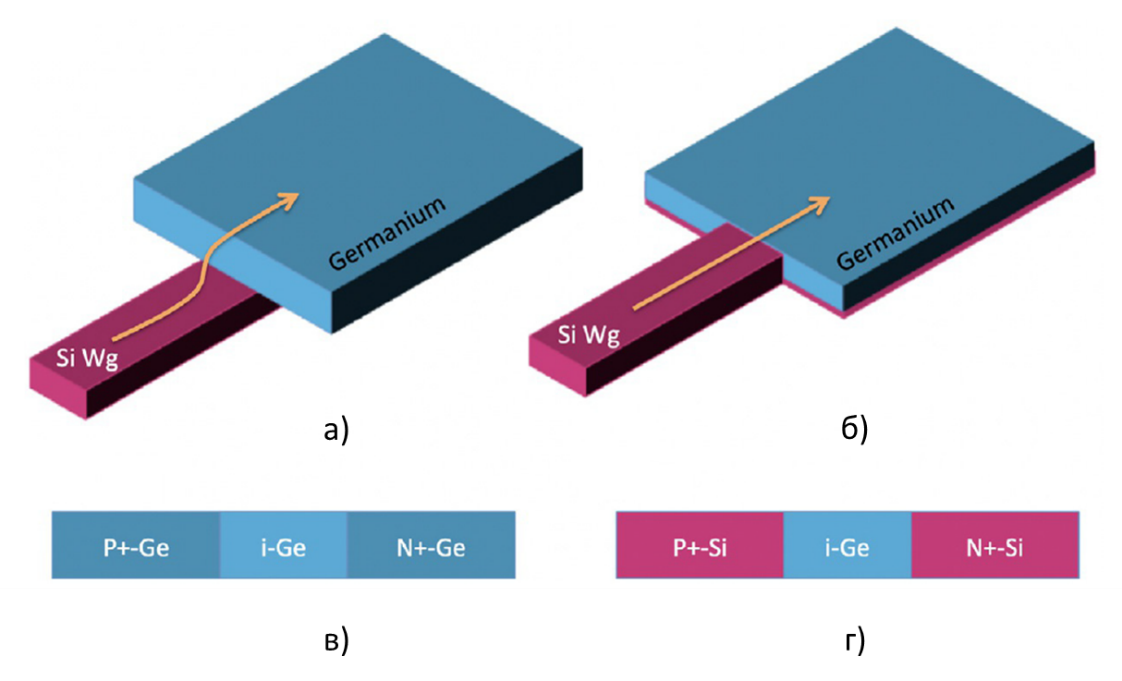 Germanium
Si Wg
а)
Germanium
Si Wg
б)
P+-Ge i-Ge N+-Ge
в)
P+-Si i-Ge N+-Si
г)